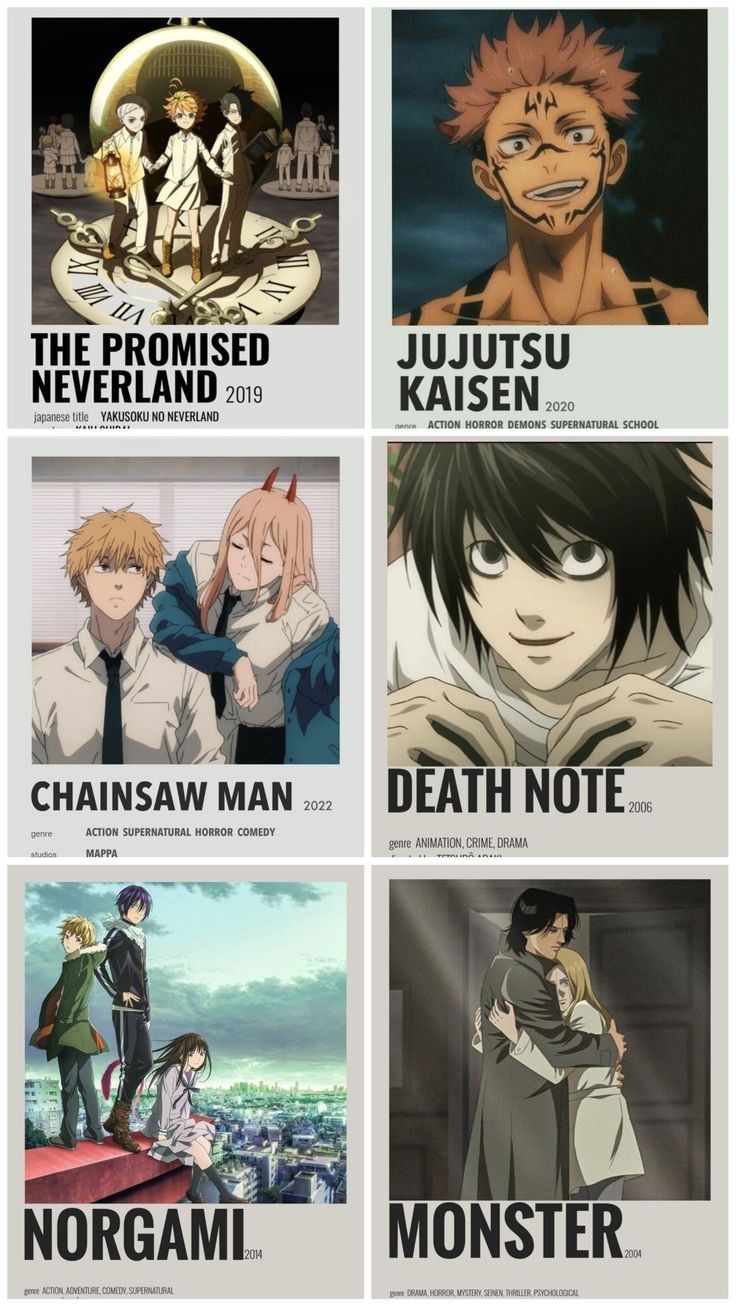 THE PROMISED
NEVERLAND 2019
japanese title YAKUSOKU NO NEVERLAND
JUJUTSU
KAISEN 2020
genre ACTION HORROR DEMONS SUPERNATURAL SCHOOL
CHAINSAW MAN 2022
genre ACTION SUPERNATURAL HORROR COMEDY
studios MAPPA
DEATH NOTE 2006
genre ANIMATION, CRIME, DRAMA
NORGAMI 2014
genre ACTION, ADVENTURE, COMEDY, SUPERNATURAL
MONSTER 2004
genre DRAMA, HORROR, MYSTERY, SEINEN, THRILLER, PSYCHOLOGICAL